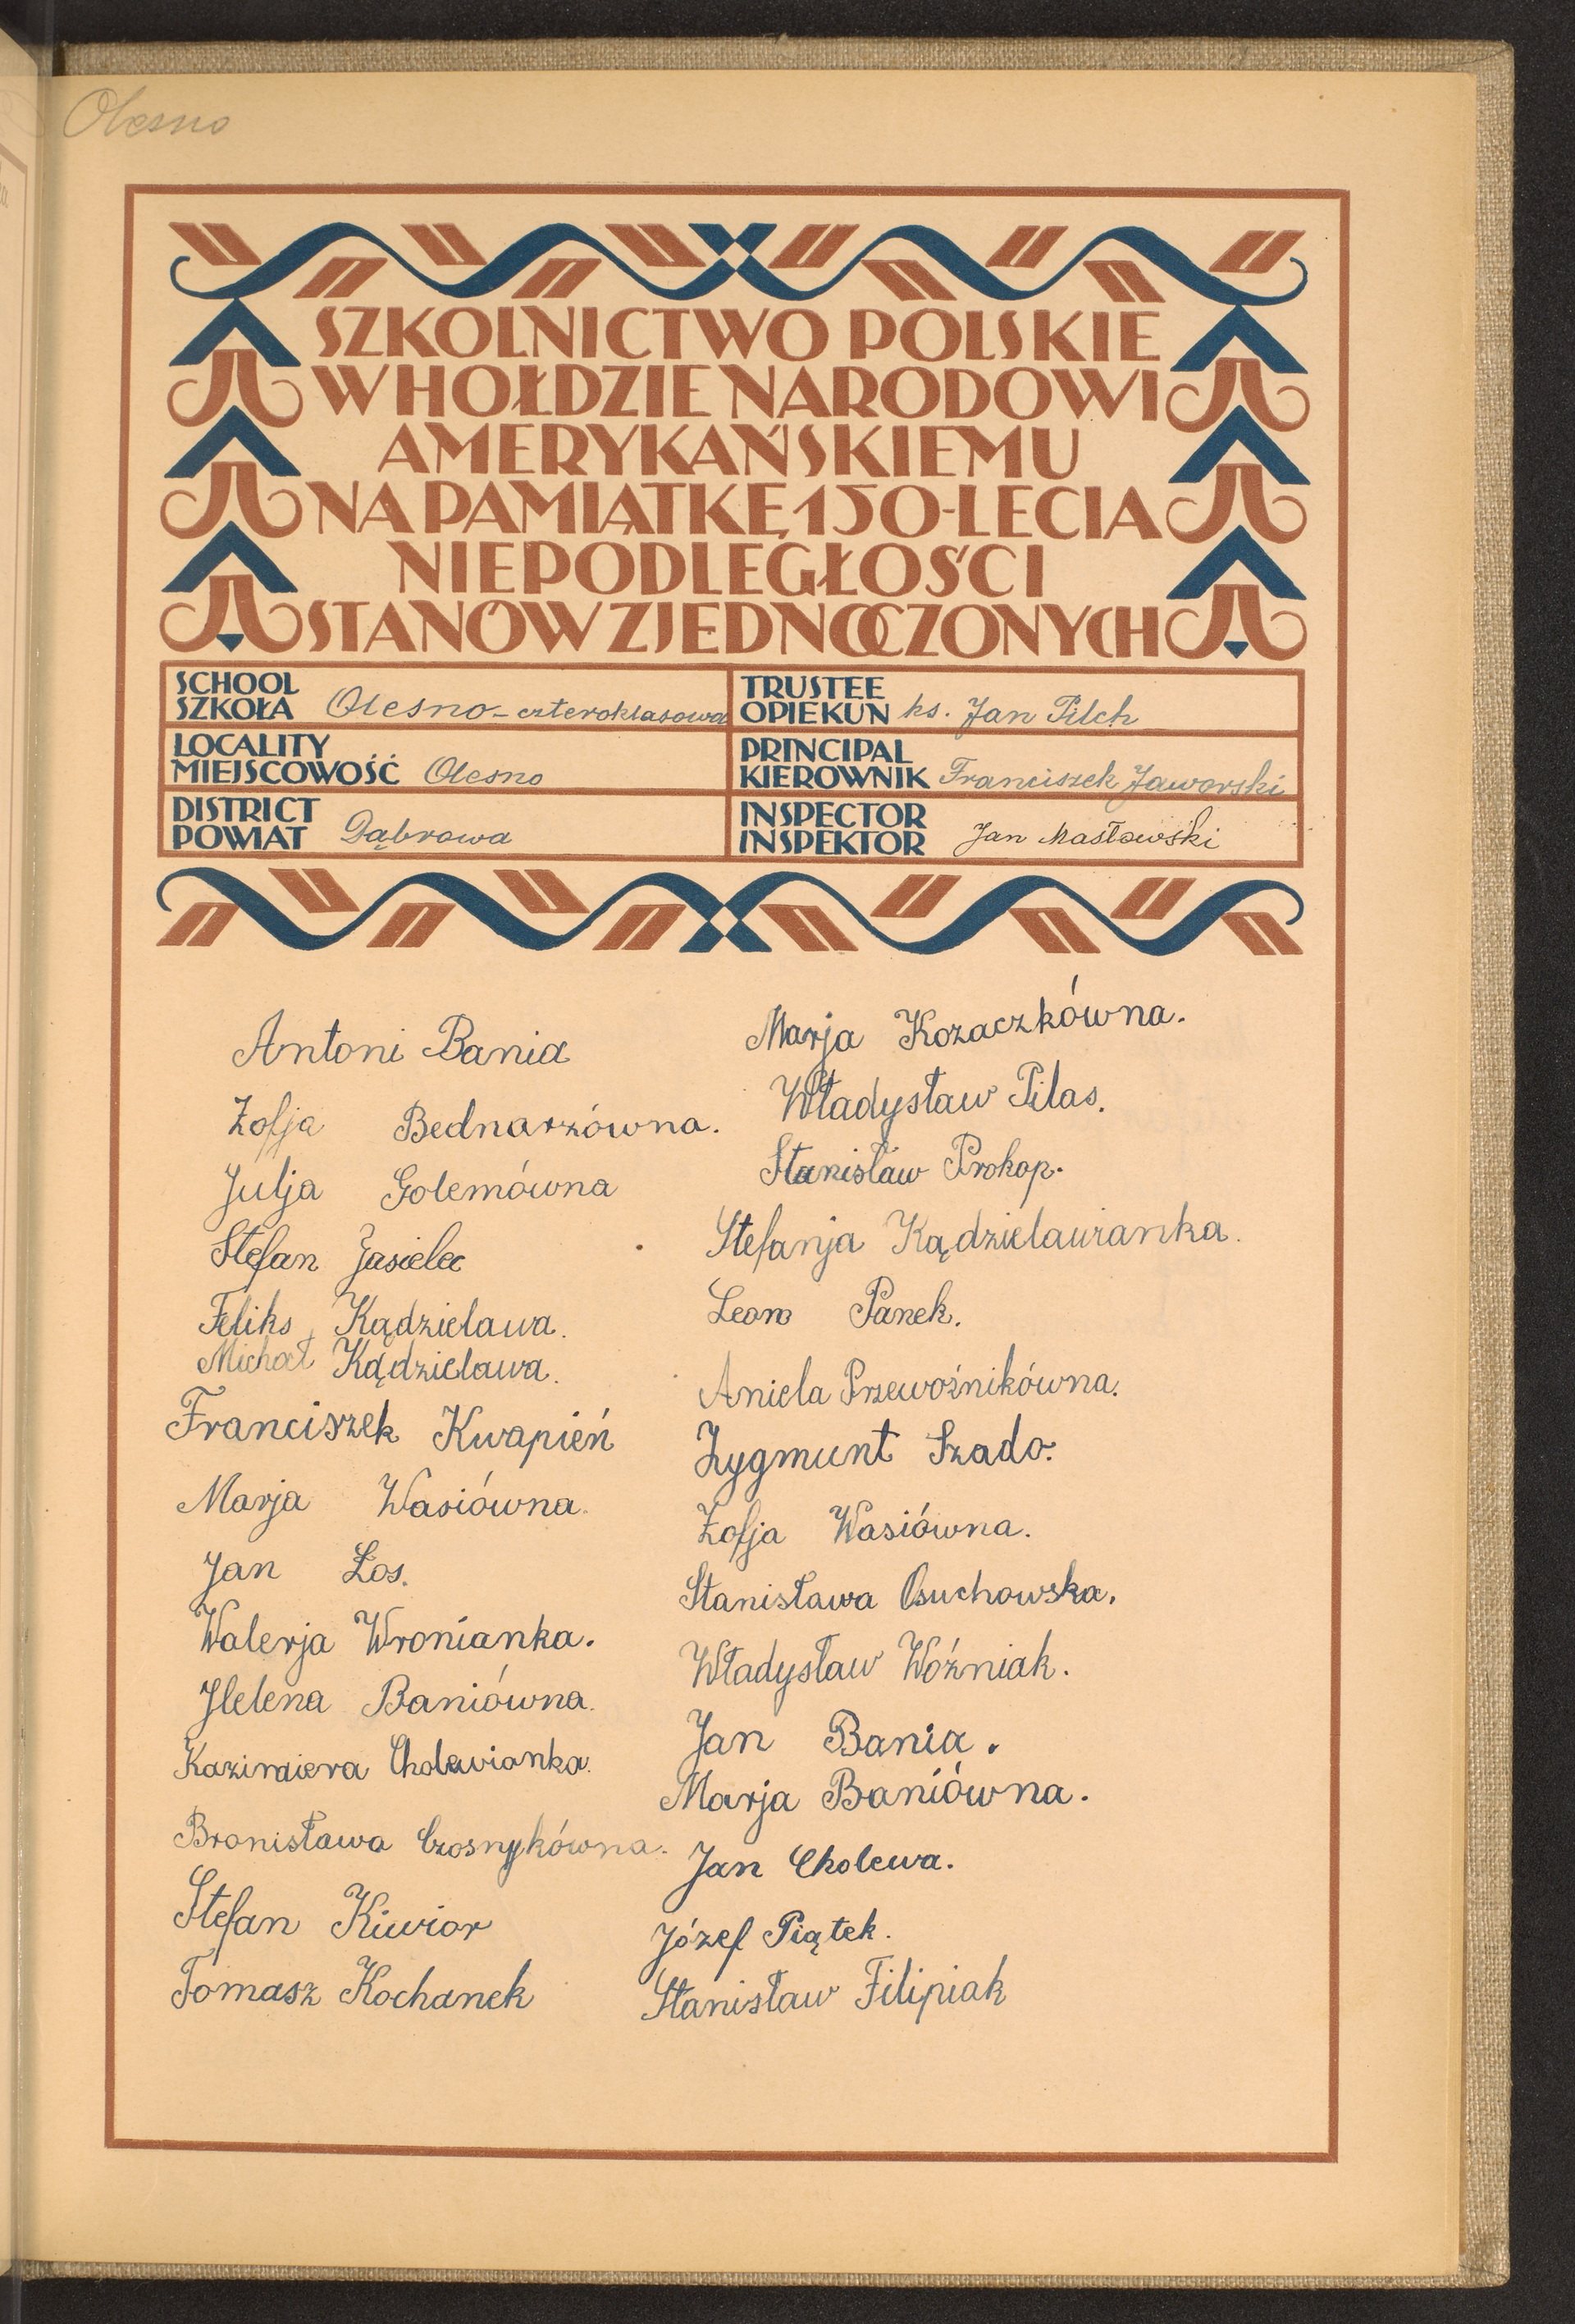 Olesno
SZKOLNICTWO POLSKIE
W HOŁDZIE NARODOWI
AMERYKAŃSKIEMU
NA PAMIĄTKĘ 150-LECIA
NIEPODLEGŁOŚCI
STANÓW ZJEDNOCZONYCH
SCHOOL
SZKOŁA Olesno - czteroklasowa
TRUSTEE
OPIEKUN ks. Jan Pilch
LOCALITY
MIEJSCOWOŚĆ Olesno
PRINCIPAL
KIEROWNIK Franciszek Jaworski
DISTRICT
POWIAT Dąbrowa
INSPECTOR
INSPEKTOR Jan Masłowski
Antoni Bania
Zofja Bednarzówna.
Julja Golemówna
Stefan Jasielec
Feliks Kądzielawa.
Michał Kądzielawa.
Franciszek Kwapień
Marja Wasiówna.
Jan Łos.
Walerja Wronianka.
Helena Baniówna.
Kazimiera Cholewianka.
Bronisława Czosnykówna.
Stefan Kiwior
Tomasz Kochanek
Marja Kozaczkówna.
Władysław Pilas.
Stanisław Prokop.
Stefanja Kądzielawianka.
Leon Panek.
Aniela Przewoźnikówna.
Zygmunt Szado.
Zofja Wasiówna.
Stanisława Osuchowska.
Władysław Woźniak.
Jan Bania.
Marja Baniówna.
Jan Cholewa.
Józef Piątek.
Stanisław Filipiak